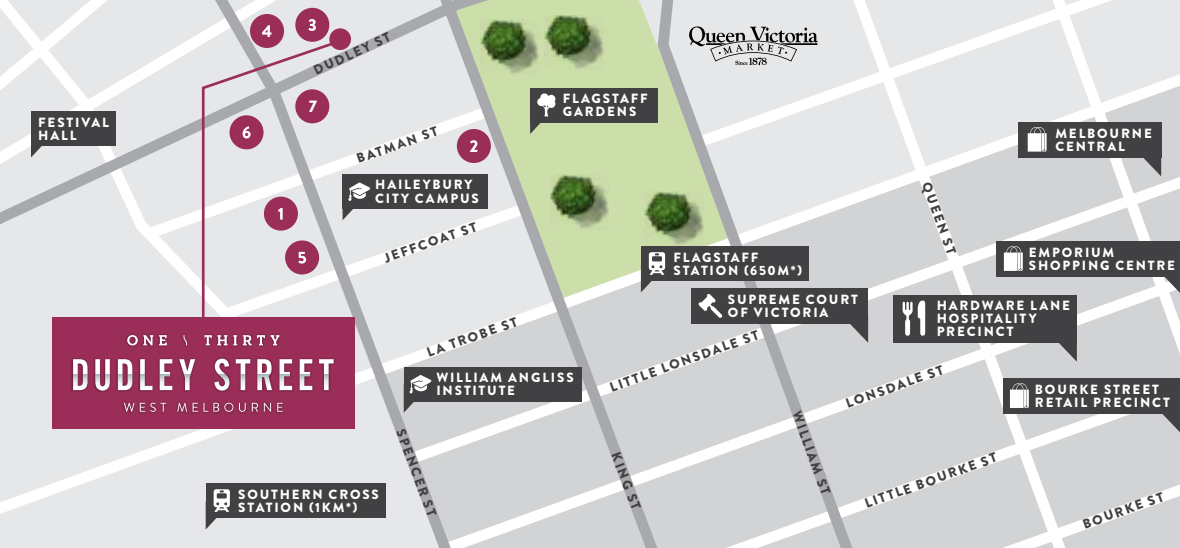 4
3
DUDLEY ST
Queen Victoria
·MARKET·
Since 1878
7
6
FESTIVAL
HALL
FLAGSTAFF
GARDENS
BATMAN ST
2
MELBOURNE
CENTRAL
HAILEYBURY
CITY CAMPUS
1
5
JEFFCOAT ST
QUEEN ST
FLAGSTAFF
STATION (650M*)
EMPORIUM
SHOPPING CENTRE
SUPREME COURT
OF VICTORIA
HARDWARE LANE
HOSPITALITY
PRECINCT
ONE \ THIRTY
DUDLEY STREET
WEST MELBOURNE
LA TROBE ST
LITTLE LONSDALE ST
WILLIAM ANGLISS
INSTITUTE
LONSDALE ST
BOURKE STREET
RETAIL PRECINCT
SPENCER ST
KING ST
WILLIAM ST
LITTLE BOURKE ST
SOUTHERN CROSS
STATION (1KM*)
BOURKE ST